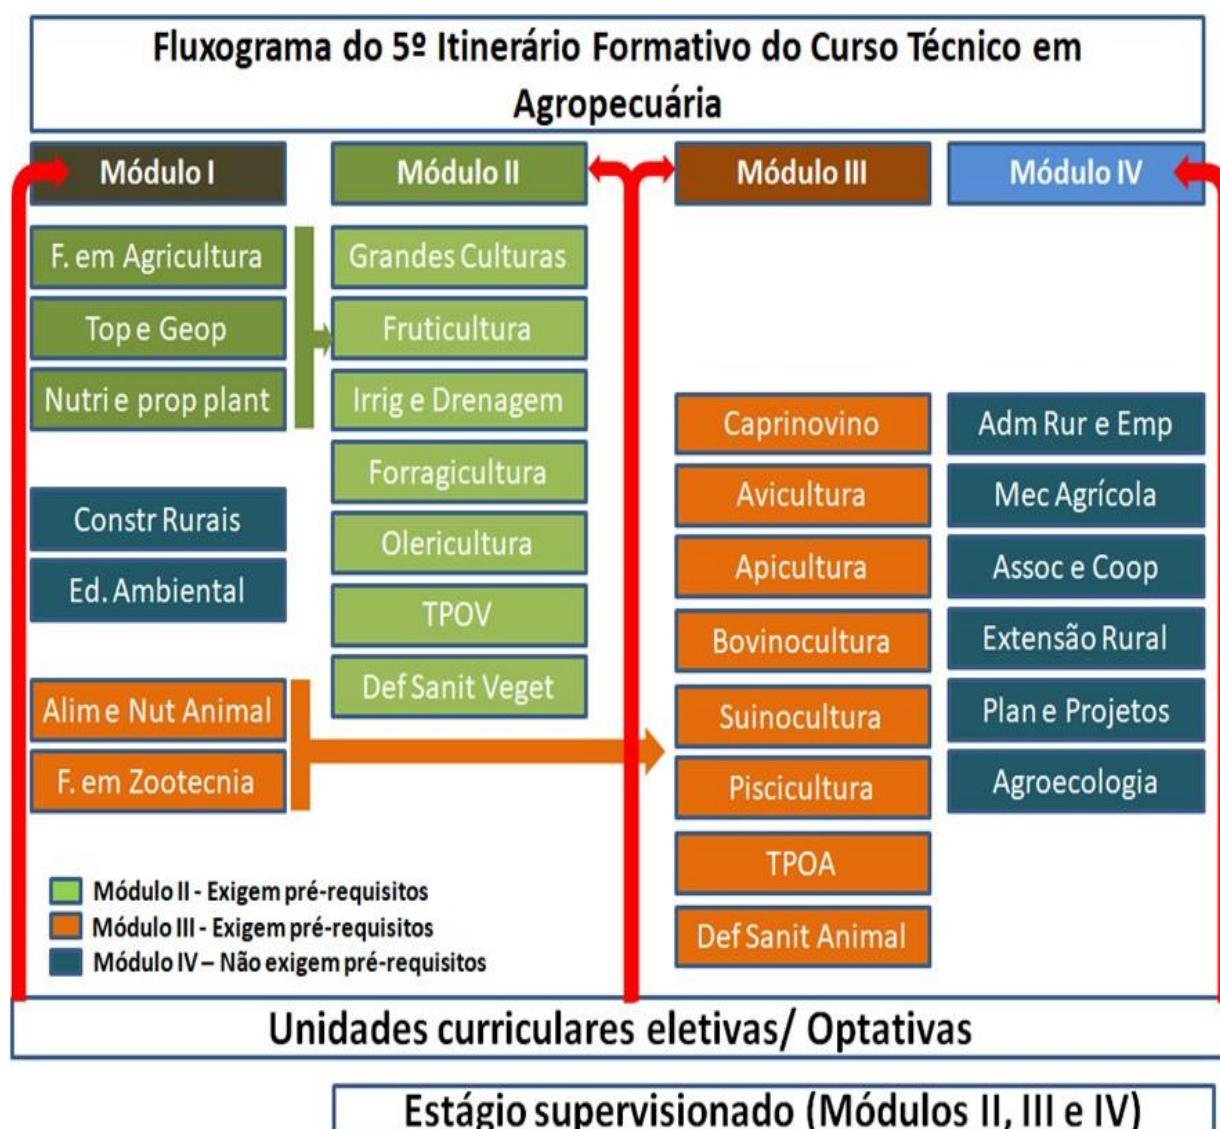 Fluxograma do 5º Itinerário Formativo do Curso Técnico em
Agropecuária
Módulo I
Módulo II
Módulo III
Módulo IV
F. em Agricultura
Top e Geop
Nutri e prop plant
Constr Rurais
Ed. Ambiental
Alim e Nut Animal
F. em Zootecnia
Grandes Culturas
Fruticultura
Irrig e Drenagem
Forragicultura
Olericultura
TPOV
Def Sanit Veget
Caprinovino
Avicultura
Apicultura
Bovinocultura
Suinocultura
Piscicultura
TPOA
Def Sanit Animal
Adm Rur e Emp
Mec Agrícola
Assoc e Coop
Extensão Rural
Plan e Projetos
Agroecologia
Módulo II - Exigem pré-requisitos
Módulo III - Exigem pré-requisitos
Módulo IV – Não exigem pré-requisitos
Unidades curriculares eletivas/ Optativas
Estágio supervisionado (Módulos II, III e IV)